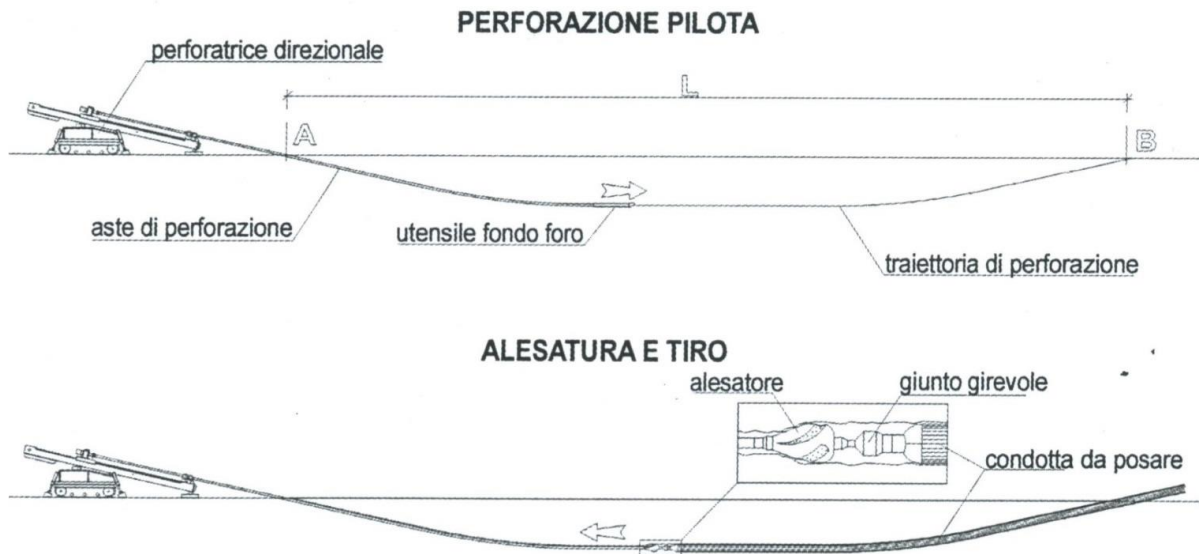 PERFORAZIONE PILOTA
perforatrice direzionale
L
A
B
aste di perforazione
utensile fondo foro
traiettoria di perforazione
ALESATURA E TIRO
alesatore
giunto girevole
condotta da posare